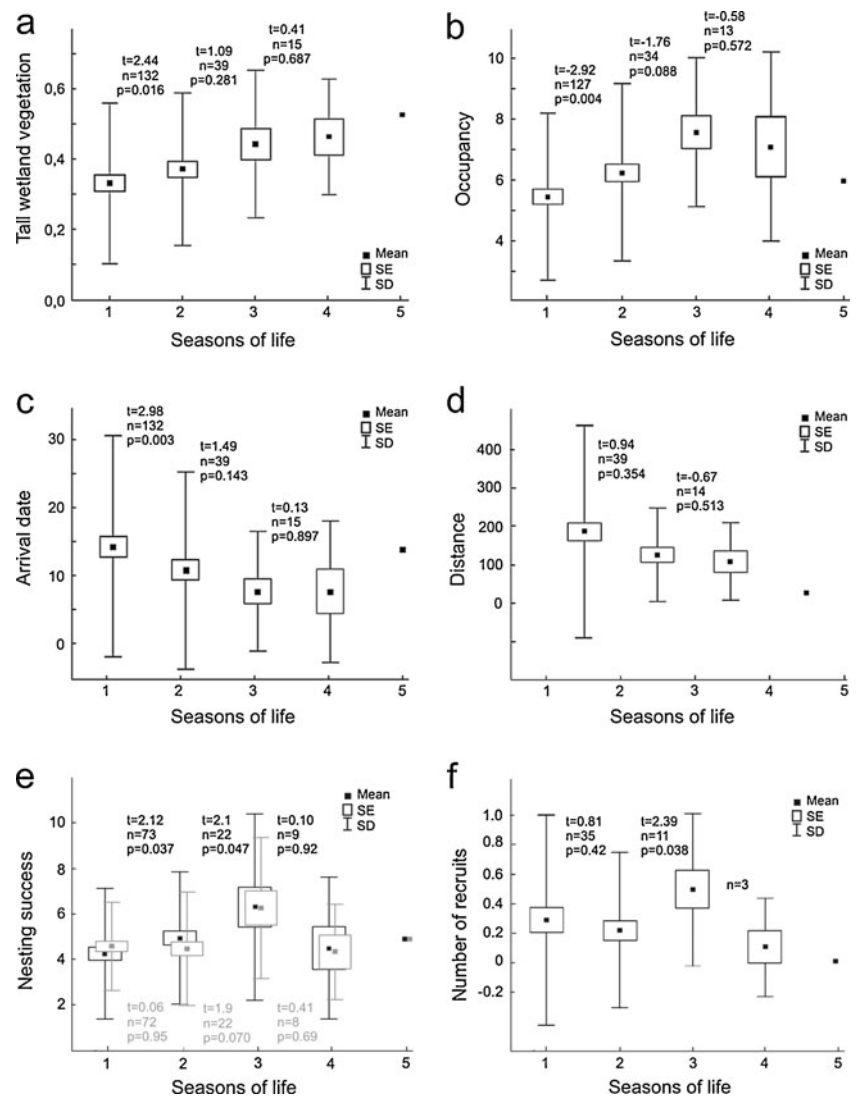 a
t=2.44
n=132
p=0.016
t=1.09
n=39
p=0.281
t=0.41
n=15
p=0.687
Tall wetland vegetation
0,6
0,4
0,2
0,0
Mean
SE
SD
1 2 3 4 5
Seasons of life
b
t=-2.92
n=127
p=0.004
t=-1.76
n=34
p=0.088
t=-0.58
n=13
p=0.572
Occupancy
10
8
6
4
Mean
SE
SD
1 2 3 4 5
Seasons of life
c
t=2.98
n=132
p=0.003
t=1.49
n=39
p=0.143
t=0.13
n=15
p=0.897
Mean
SE
SD
Arrival date
30
20
10
0
1 2 3 4 5
Seasons of life
d
t=0.94
n=39
p=0.354
t=-0.67
n=14
p=0.513
Mean
SE
SD
Distance
400
300
200
100
0
1 2 3 4 5
Seasons of life
e
t=2.12
n=73
p=0.037
t=2.1
n=22
p=0.047
t=0.10
n=9
p=0.92
Mean
SE
SD
Nesting success
10
8
6
4
2
t=0.06
n=72
p=0.95
t=1.9
n=22
p=0.070
t=0.41
n=8
p=0.69
1 2 3 4 5
Seasons of life
f
t=0.81
n=35
p=0.42
t=2.39
n=11
p=0.038
n=3
Mean
SE
SD
Number of recruits
1.0
0.8
0.6
0.4
0.2
0
-0.2
1 2 3 4 5
Seasons of life